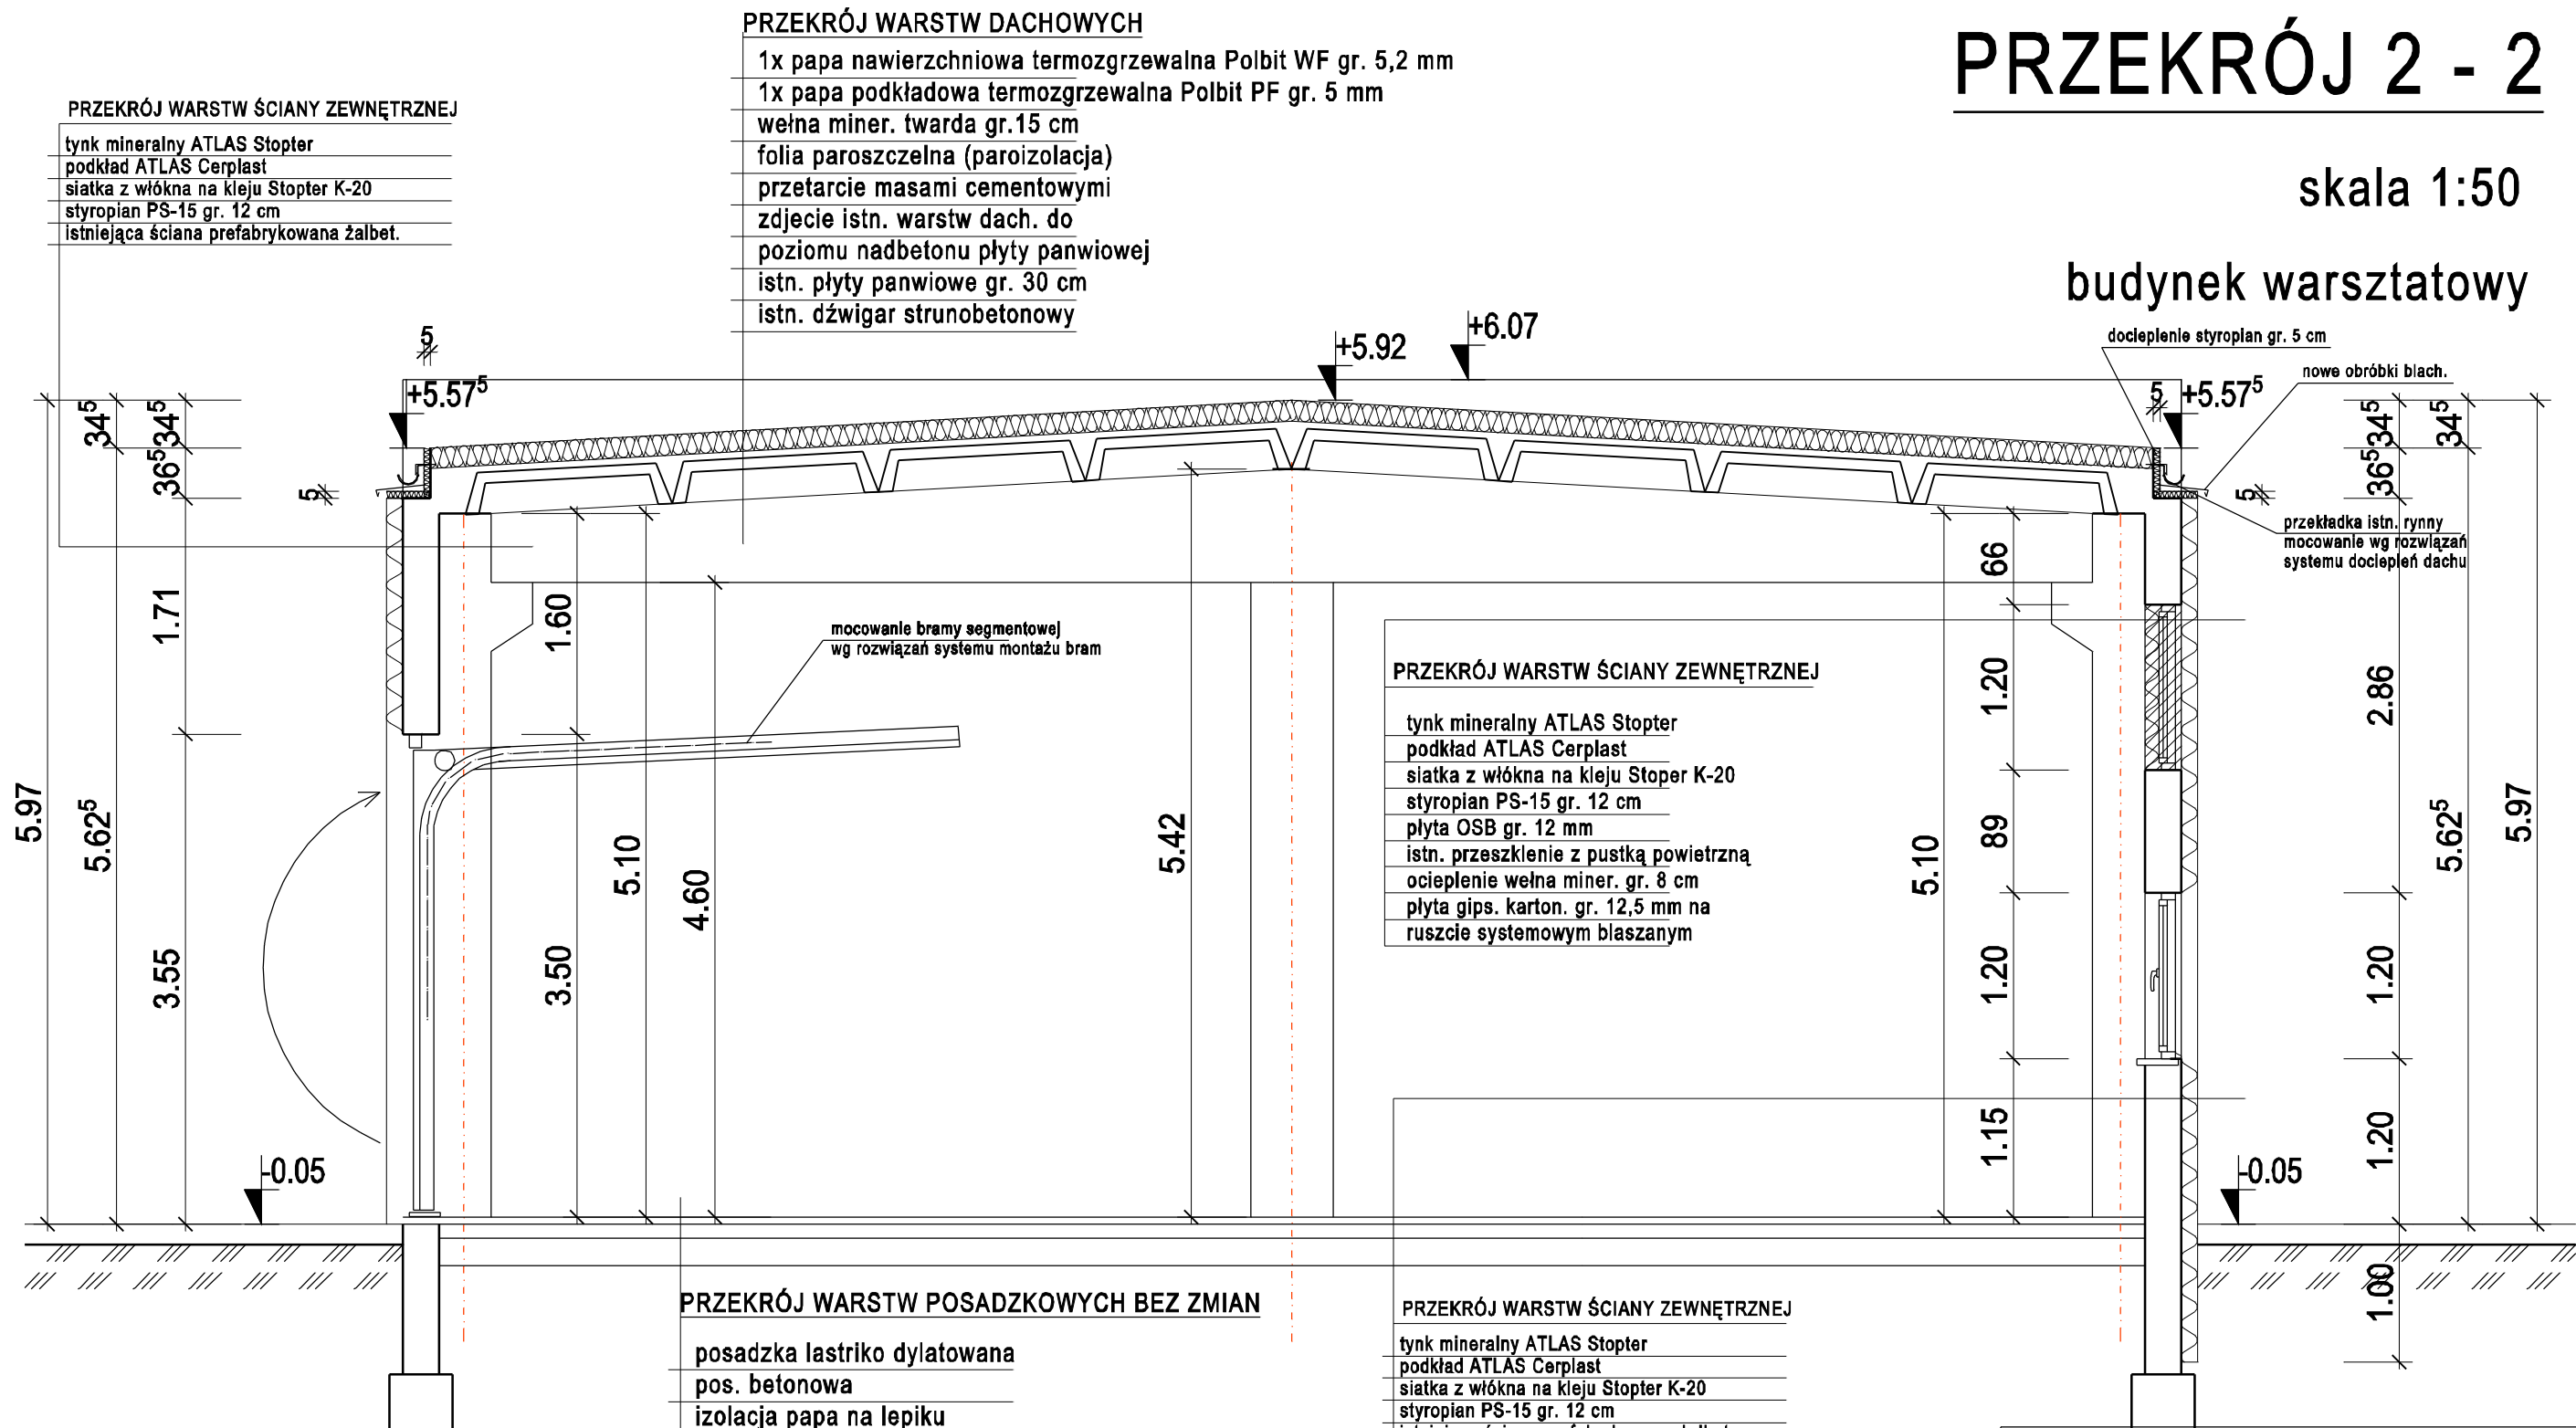 PRZEKRÓJ 2 - 2
skala 1:50
budynek warsztatowy
PRZEKRÓJ WARSTW DACHOWYCH
1x papa nawierzchniowa termozgrzewalna Polbit WF gr. 5,2 mm
1x papa podkładowa termozgrzewalna Polbit PF gr. 5 mm
wełna miner. twarda gr.15 cm
folia paroszczelna (paroizolacja)
przetarcie masami cementowymi
zdjecie istn. warstw dach. do
poziomu nadbetonu płyty panwiowej
istn. płyty panwiowe gr. 30 cm
istn. dźwigar strunobetonowy
PRZEKRÓJ WARSTW ŚCIANY ZEWNĘTRZNEJ
tynk mineralny ATLAS Stopter
podkład ATLAS Cerplast
siatka z włókna na kleju Stopter K-20
styropian PS-15 gr. 12 cm
istniejąca ściana prefabrykowana żalbet.
docieplenie styropian gr. 5 cm
nowe obróbki blach.
przekładka istn. rynny
mocowanie wg rozwiązań
systemu dociepleń dachu
5
+5.57⁵
+5.92
+6.07
5
+5.57⁵
34⁵
34⁵
36⁵
5
1.71
5.97
5.62⁵
3.55
-0.05
1.60
3.50
5.10
4.60
5.42
5.10
66
1.20
89
1.20
1.15
5
34⁵
34⁵
36⁵
2.86
1.20
1.20
1.00
5.62⁵
5.97
-0.05
mocowanie bramy segmentowej
wg rozwiązań systemu montażu bram
PRZEKRÓJ WARSTW ŚCIANY ZEWNĘTRZNEJ
tynk mineralny ATLAS Stopter
podkład ATLAS Cerplast
siatka z włókna na kleju Stoper K-20
styropian PS-15 gr. 12 cm
płyta OSB gr. 12 mm
istn. przeszklenie z pustką powietrzną
ocieplenie wełna miner. gr. 8 cm
płyta gips. karton. gr. 12,5 mm na
ruszcie systemowym blaszanym
PRZEKRÓJ WARSTW POSADZKOWYCH BEZ ZMIAN
posadzka lastriko dylatowana
pos. betonowa
izolacja papa na lepiku
PRZEKRÓJ WARSTW ŚCIANY ZEWNĘTRZNEJ
tynk mineralny ATLAS Stopter
podkład ATLAS Cerplast
siatka z włókna na kleju Stopter K-20
styropian PS-15 gr. 12 cm